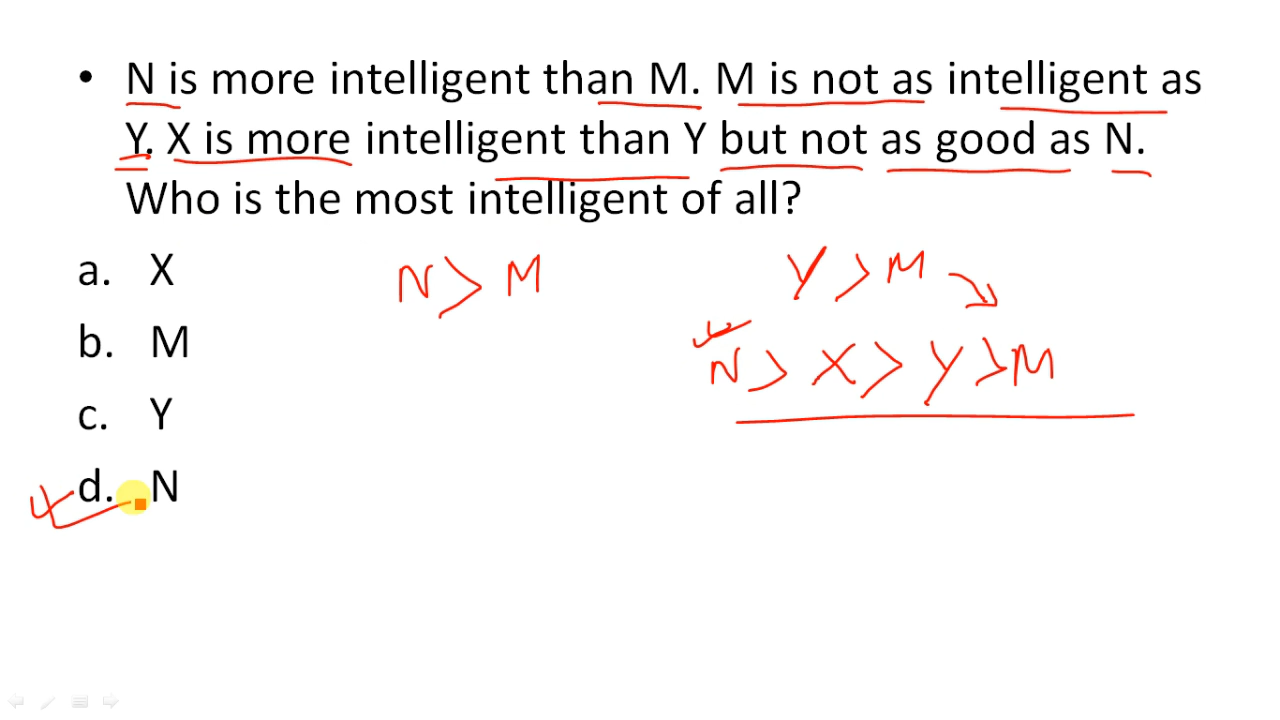 • N is more intelligent than M. M is not as intelligent as
Y. X is more intelligent than Y but not as good as N.
Who is the most intelligent of all?
a. X
N > M
Y > M
b. M
N > X > Y > M
c. Y
d. N